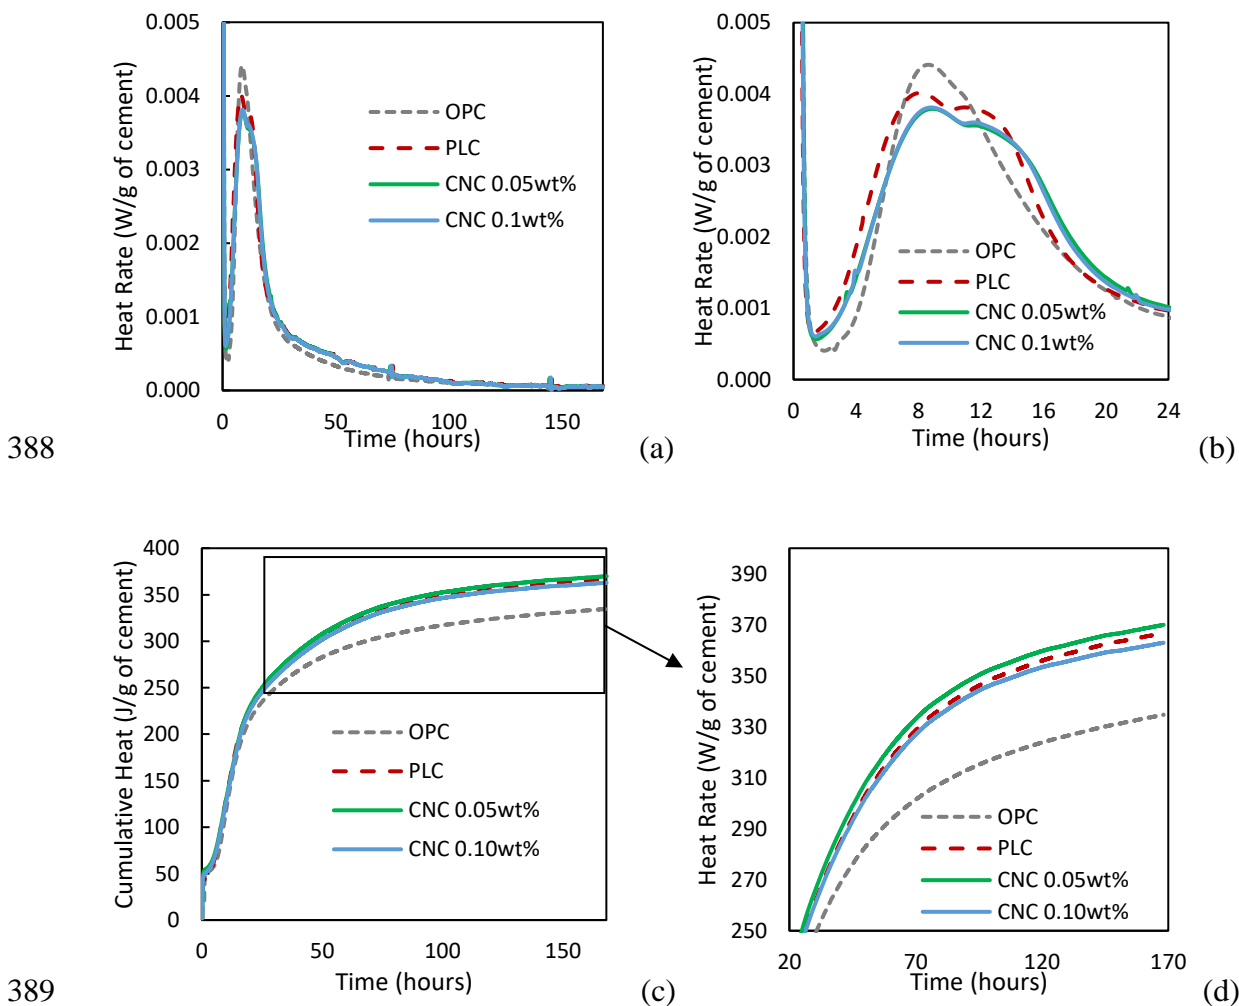 0.005
0.004
0.003
0.002
0.001
0.000
Heat Rate (W/g of cement)
OPC
PLC
CNC 0.05wt%
CNC 0.1wt%
0 50 100 150
Time (hours)
388 (a)
0.005
0.004
0.003
0.002
0.001
0.000
Heat Rate (W/g of cement)
OPC
PLC
CNC 0.05wt%
CNC 0.1wt%
0 4 8 12 16 20 24
Time (hours)
(b)
400
350
300
250
200
150
100
50
0
Cumulative Heat (J/g of cement)
OPC
PLC
CNC 0.05wt%
CNC 0.10wt%
0 50 100 150
Time (hours)
389 (c)
390
370
350
330
310
290
270
250
Heat Rate (W/g of cement)
OPC
PLC
CNC 0.05wt%
CNC 0.10wt%
20 70 120 170
Time (hours)
(d)